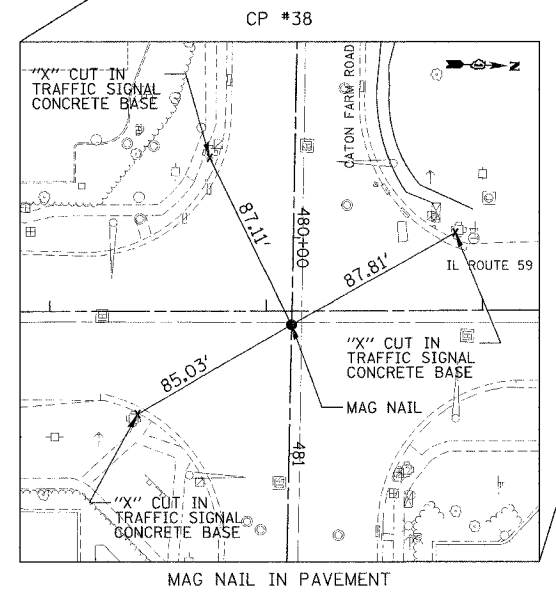 CP #38
"X" CUT IN
TRAFFIC SIGNAL
CONCRETE BASE
CATON FARM ROAD
N
87.11'
480+00
87.81'
IL ROUTE 59
"X" CUT IN
TRAFFIC SIGNAL
CONCRETE BASE
85.03'
MAG NAIL
481
"X" CUT IN
TRAFFIC SIGNAL
CONCRETE BASE
MAG NAIL IN PAVEMENT